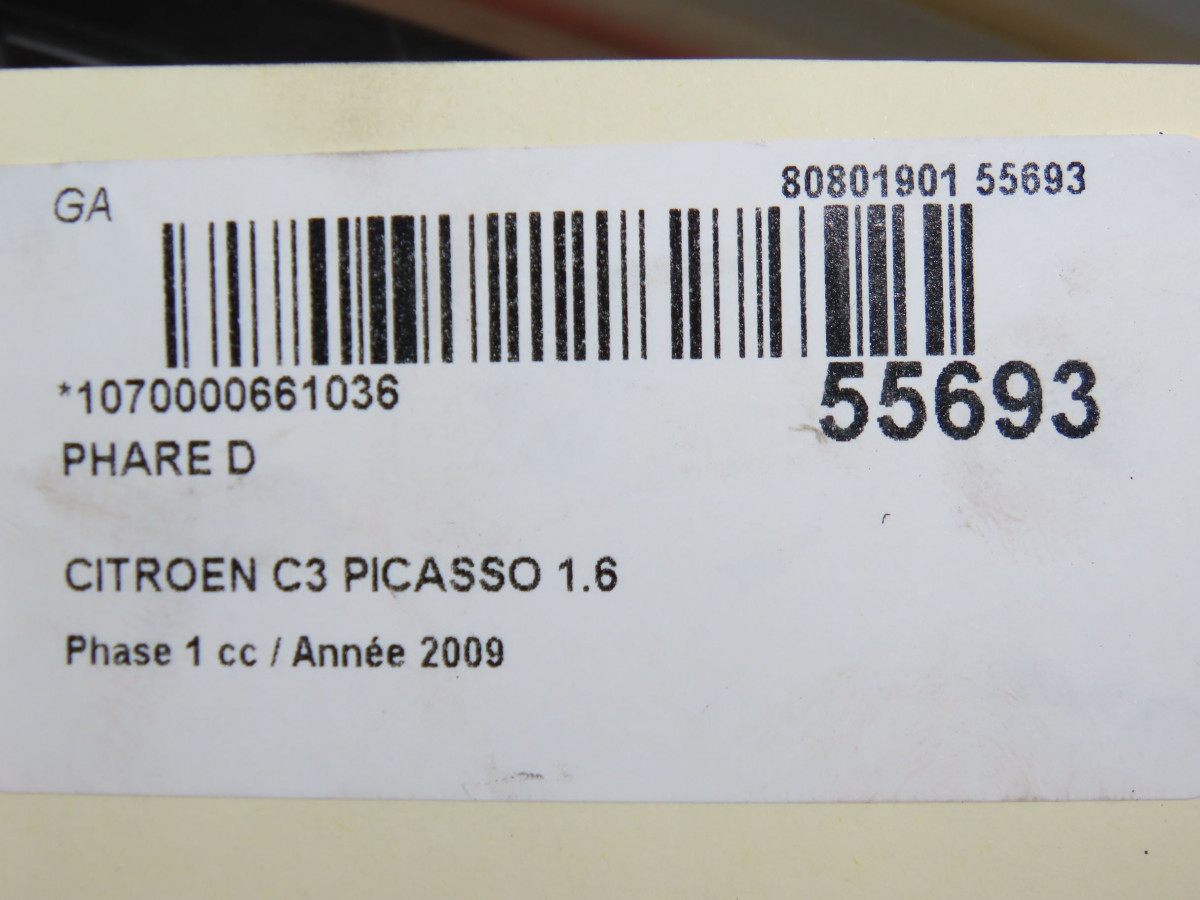 GA
80801901 55693
*1070000661036
55693
PHARE D
CITROEN C3 PICASSO 1.6
Phase 1 cc / Année 2009